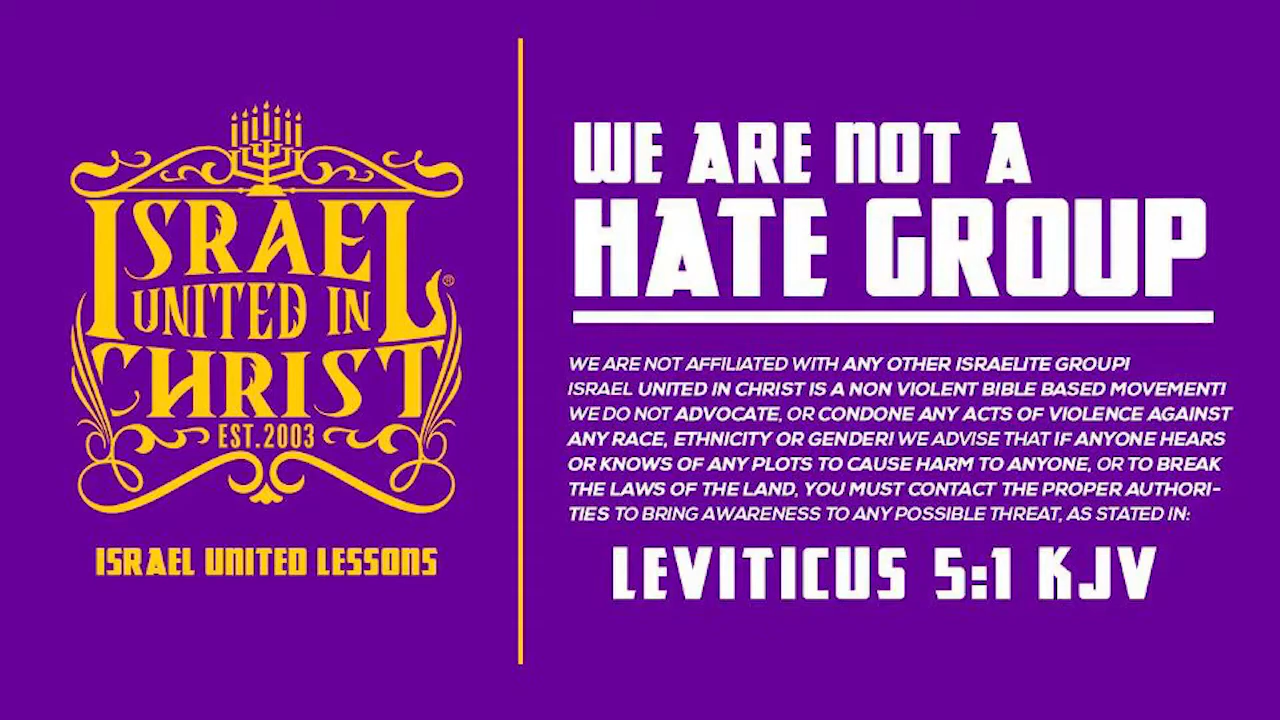 ISRAEL
UNITED IN
CHRIST
EST.2003
ISRAEL UNITED LESSONS
WE ARE NOT A
HATE GROUP
WE ARE NOT AFFILIATED WITH ANY OTHER ISRAELITE GROUP!
ISRAEL UNITED IN CHRIST IS A NON VIOLENT BIBLE BASED MOVEMENT!
WE DO NOT ADVOCATE, OR CONDONE ANY ACTS OF VIOLENCE AGAINST
ANY RACE, ETHNICITY OR GENDER! WE ADVISE THAT IF ANYONE HEARS
OR KNOWS OF ANY PLOTS TO CAUSE HARM TO ANYONE, OR TO BREAK
THE LAWS OF THE LAND, YOU MUST CONTACT THE PROPER AUTHORI-
TIES TO BRING AWARENESS TO ANY POSSIBLE THREAT, AS STATED IN:
LEVITICUS 5:1 KJV